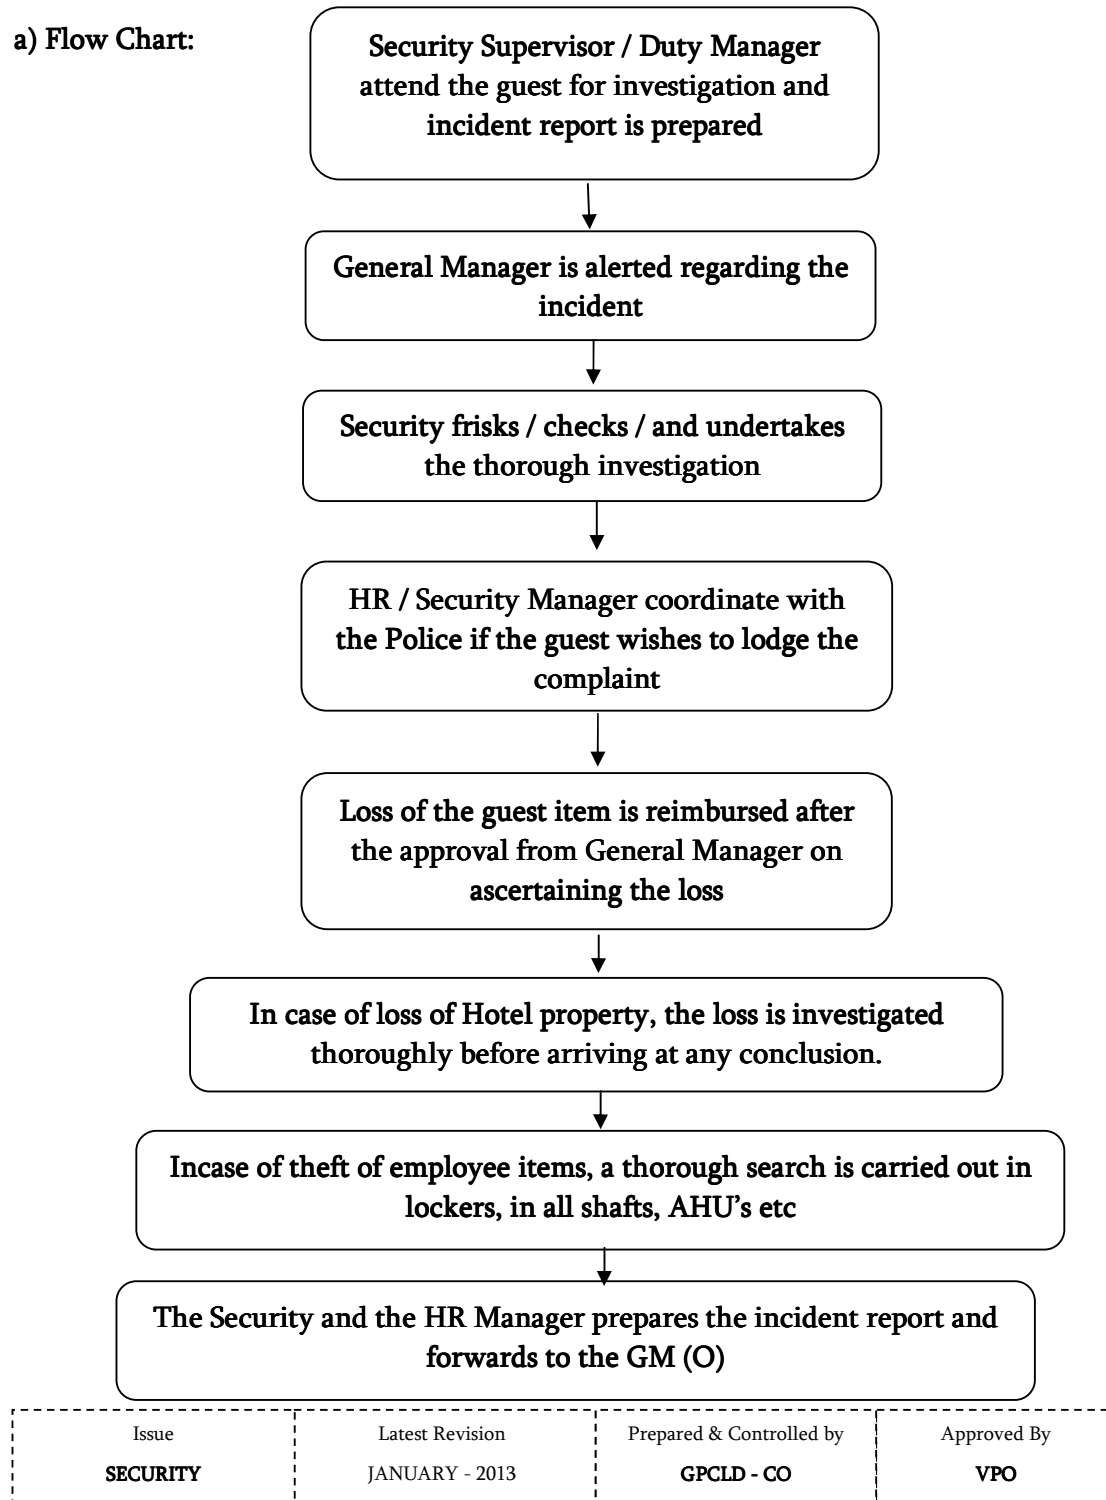 a) Flow Chart:
Security Supervisor / Duty Manager
attend the guest for investigation and
incident report is prepared
General Manager is alerted regarding the
incident
Security frisks / checks / and undertakes
the thorough investigation
HR / Security Manager coordinate with
the Police if the guest wishes to lodge the
complaint
Loss of the guest item is reimbursed after
the approval from General Manager on
ascertaining the loss
In case of loss of Hotel property, the loss is investigated
thoroughly before arriving at any conclusion.
Incase of theft of employee items, a thorough search is carried out in
lockers, in all shafts, AHU's etc
The Security and the HR Manager prepares the incident report and
forwards to the GM (O)
Issue Latest Revision Prepared & Controlled by Approved By
SECURITY JANUARY - 2013 GPCLD - CO VPO